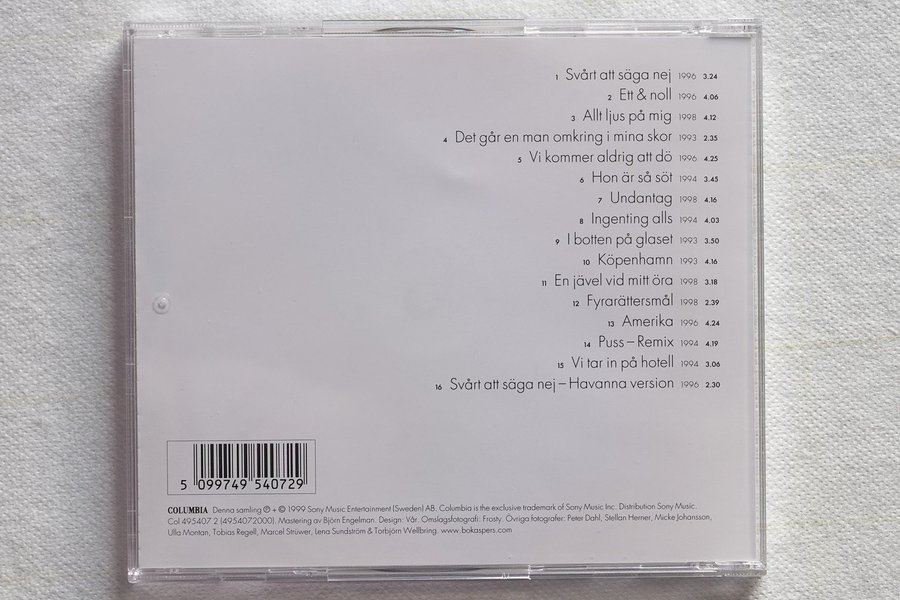 1 Svårt att säga nej 1996 3.24
2 Ett & noll 1996 4.06
3 Allt ljus på mig 1998 4.12
4 Det går en man omkring i mina skor 1993 2.35
5 Vi kommer aldrig att dö 1996 4.25
6 Hon är så söt 1994 3.45
7 Undantag 1998 4.16
8 Ingenting alls 1994 4.03
9 I botten på glaset 1993 3.50
10 Köpenhamn 1993 4.16
11 En jävel vid mitt öra 1998 3.18
12 Fyrarättersmål 1998 2.39
13 Amerika 1996 4.24
14 Puss – Remix 1994 4.19
15 Vi tar in på hotell 1994 3.06
16 Svårt att säga nej – Havanna version 1996 2.30
5 099749 540729
COLUMBIA Denna samling ℗ + © 1999 Sony Music Entertainment (Sweden) AB. Columbia is the exclusive trademark of Sony Music Inc. Distribution Sony Music.
Col 495407 2 (4954072000). Mastering av Björn Engelman. Design: Vår. Omslagsfotografi: Frosty. Övriga fotografer: Peter Dahl, Stellan Herner, Micke Johansson,
Ulla Montan, Tobias Regell, Marcel Strüwer, Lena Sundström & Torbjörn Wellbring. www.bokaspers.com